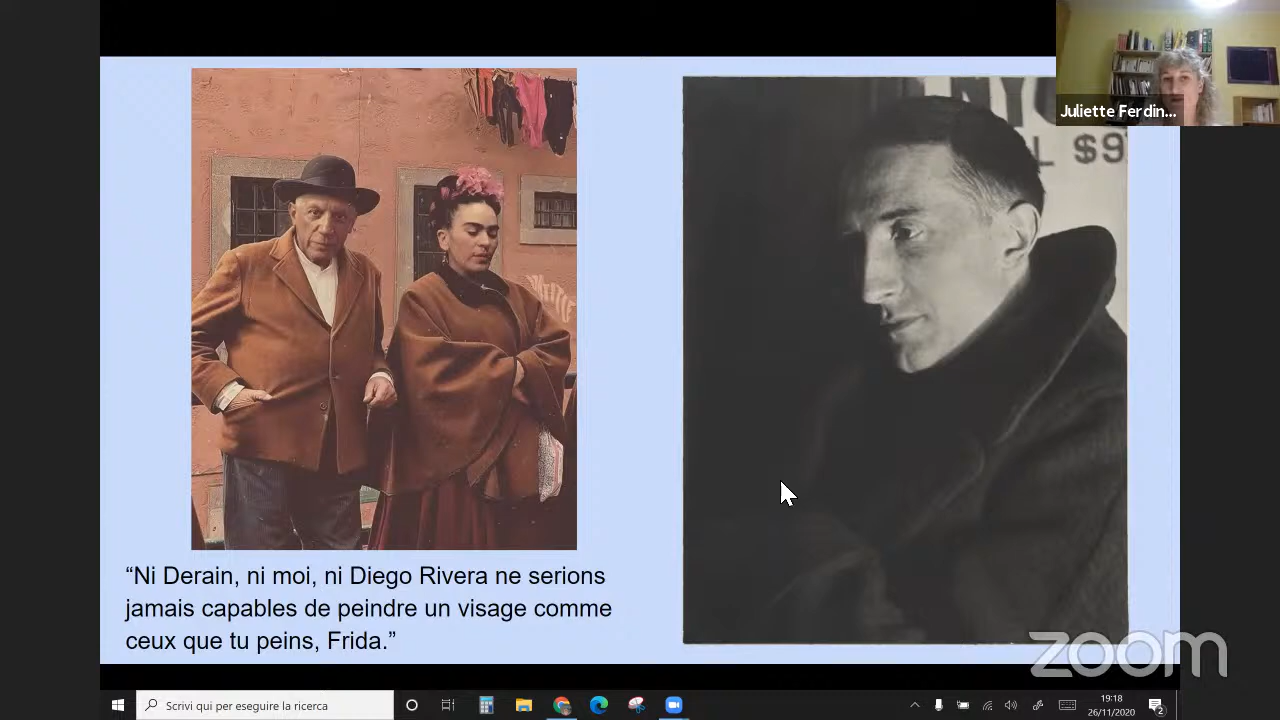 Juliette Ferdin...
L $9
“Ni Derain, ni moi, ni Diego Rivera ne serions
jamais capables de peindre un visage comme
ceux que tu peins, Frida.”
zoom
Scrivi qui per eseguire la ricerca
19:18
26/11/2020
2